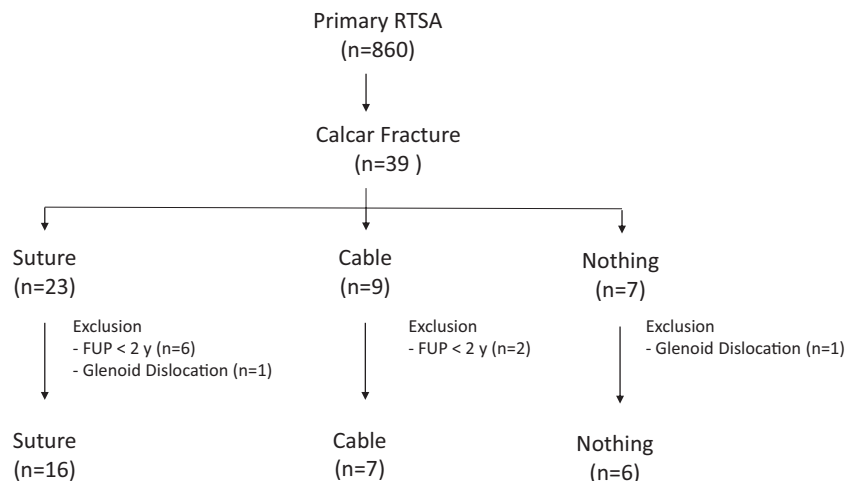 Primary RTSA
(n=860)
Calcar Fracture
(n=39 )
Suture
(n=23)
Cable
(n=9)
Nothing
(n=7)
Exclusion
- FUP < 2 y (n=6)
- Glenoid Dislocation (n=1)
Exclusion
- FUP < 2 y (n=2)
Exclusion
- Glenoid Dislocation (n=1)
Suture
(n=16)
Cable
(n=7)
Nothing
(n=6)